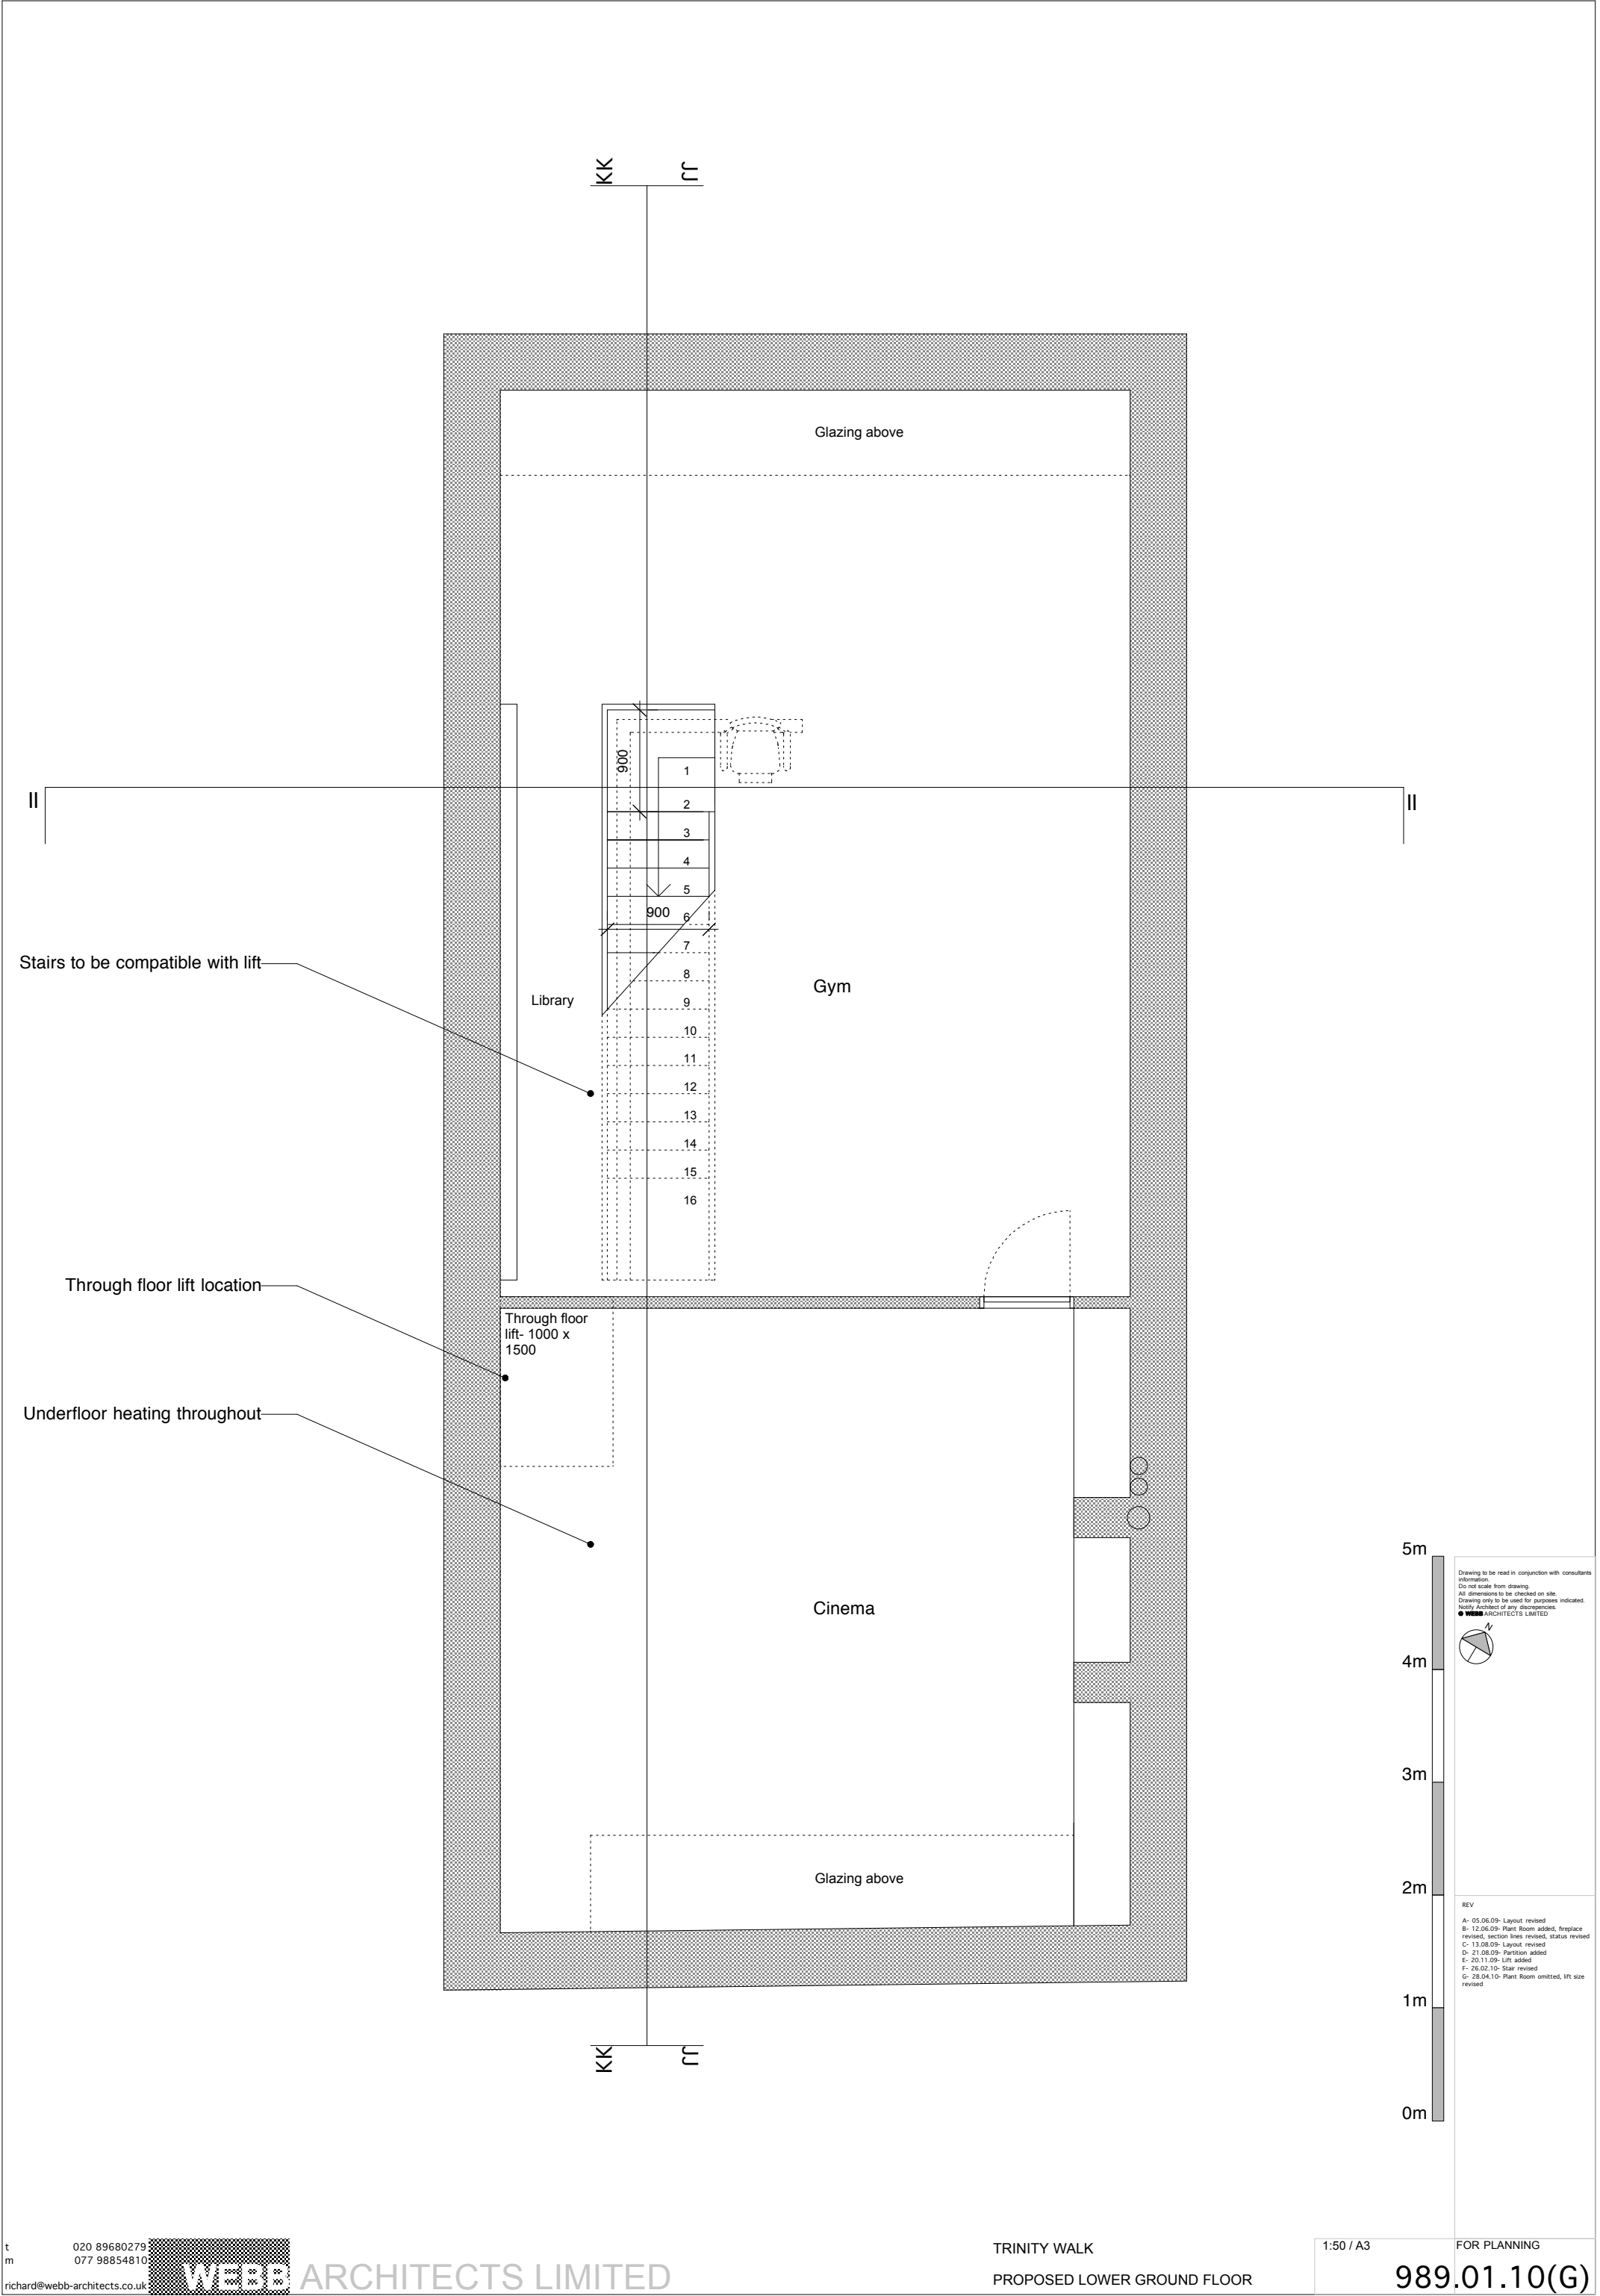 KK
JJ
Glazing above
900
1
2
II
II
3
4
5
900
6
7
Stairs to be compatible with lift
8
Gym
Library
9
10
11
12
13
14
15
16
Through floor lift location
Through floor
lift- 1000 x
1500
Underfloor heating throughout
Cinema
Glazing above
KK
JJ
5m
4m
3m
2m
1m
0m
Drawing to be read in conjunction with consultants
information.
Do not scale from drawing.
All dimensions to be checked on site.
Drawing only to be used for purposes indicated.
Notify Architect of any discrepencies.
WEBB ARCHITECTS LIMITED
N
REV
A- 05.06.09- Layout revised
B- 12.06.09- Plant Room added, fireplace
revised, section lines revised, status revised
C- 13.08.09- Layout revised
D- 21.08.09- Partition added
E- 20.11.09- Lift added
F- 26.02.10- Stair revised
G- 28.04.10- Plant Room omitted, lift size
revised
t 020 89680279
m 077 98854810
richard@webb-architects.co.uk
WEBB ARCHITECTS LIMITED
TRINITY WALK
PROPOSED LOWER GROUND FLOOR
1:50 / A3
FOR PLANNING
989.01.10(G)